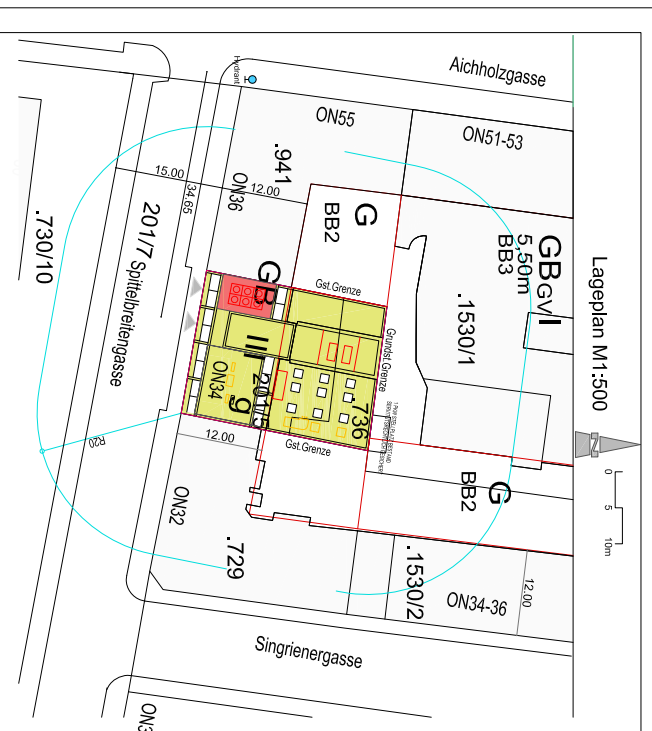 Lageplan M1:500
N
0 5 10m
Aichholzgasse
Hydrant
ON55
ON51-53
.941
15.00
34.65
12.00
ON36
G
BB2
GBGVI
5,50m
BB3
.1530/1
201/7 Spittelbreitengasse
.730/10
GB
III
g
201/5
ON34
.736
Gst.Grenze
Grundst.Grenze
Gst.Grenze
12.00
R20
G
BB2
ON32
.729
.1530/2
ON34-36
12.00
Singrienergasse